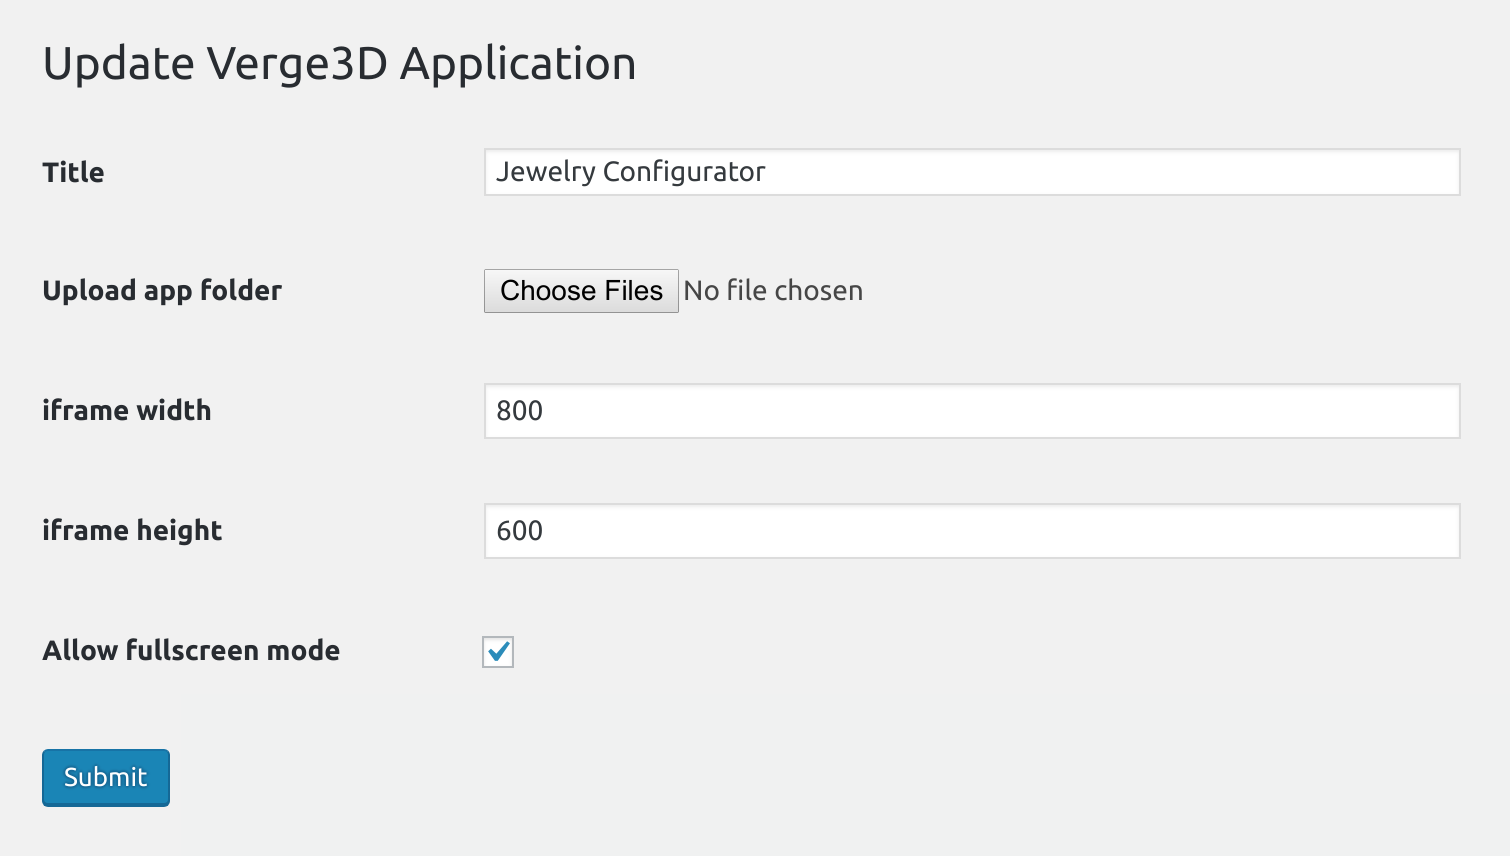 Update Verge3D Application
Title
Jewelry Configurator
Upload app folder
Choose Files No file chosen
iframe width
800
iframe height
600
Allow fullscreen mode
Submit